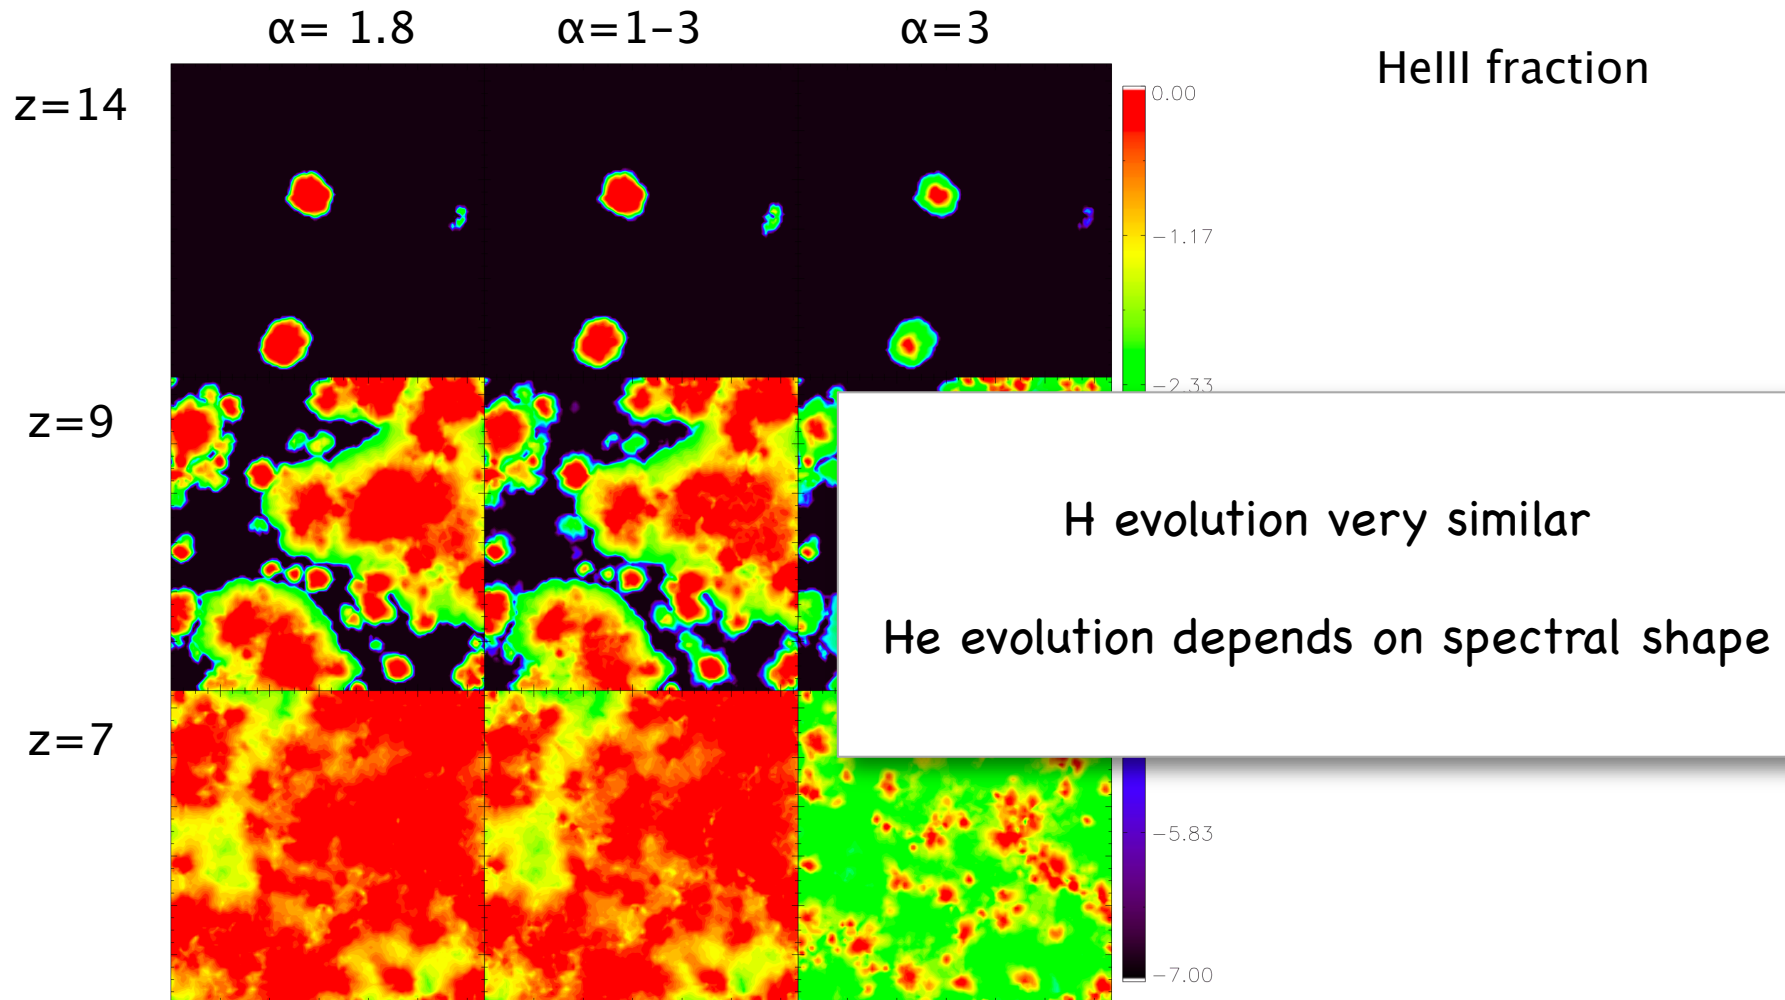 α= 1.8
α=1-3
α=3
HeIII fraction
z=14
0.00
-1.17
-2.33
z=9
H evolution very similar
He evolution depends on spectral shape
z=7
-5.83
-7.00